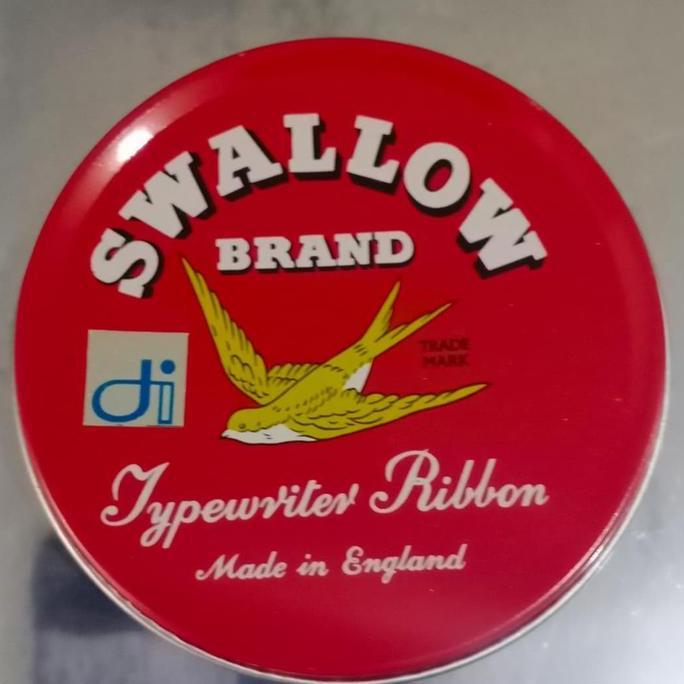 SWALLOW
BRAND
TRADE
MARK
di
Typewriter Ribbon
Made in England